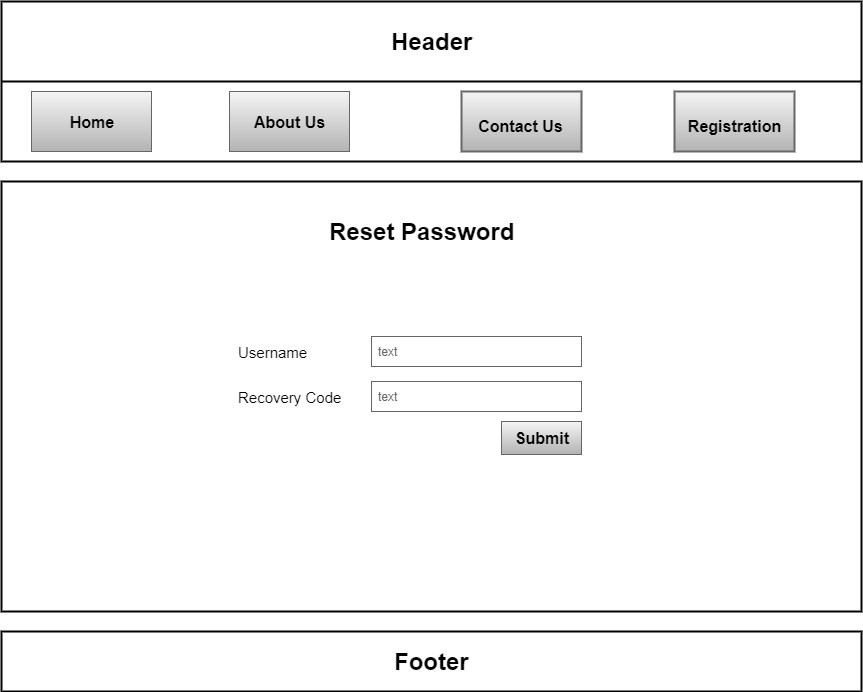 Header
Home About Us Contact Us Registration
Reset Password
Username text
Recovery Code text
Submit
Footer